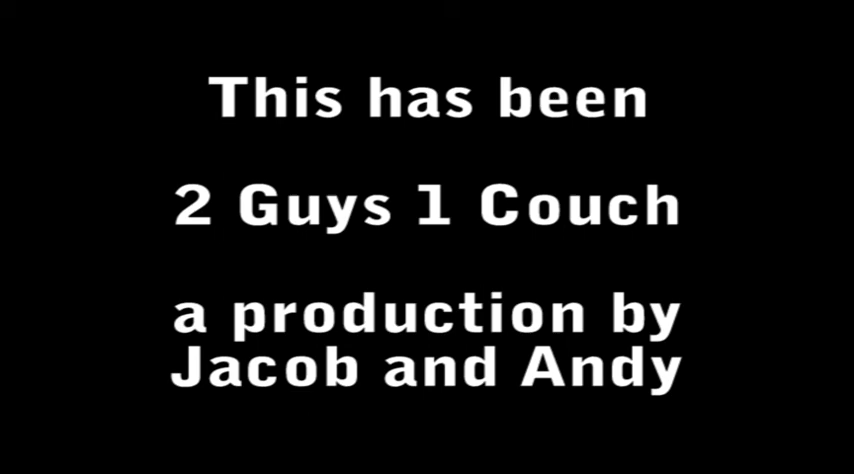 This has been
2 Guys 1 Couch
a production by
Jacob and Andy